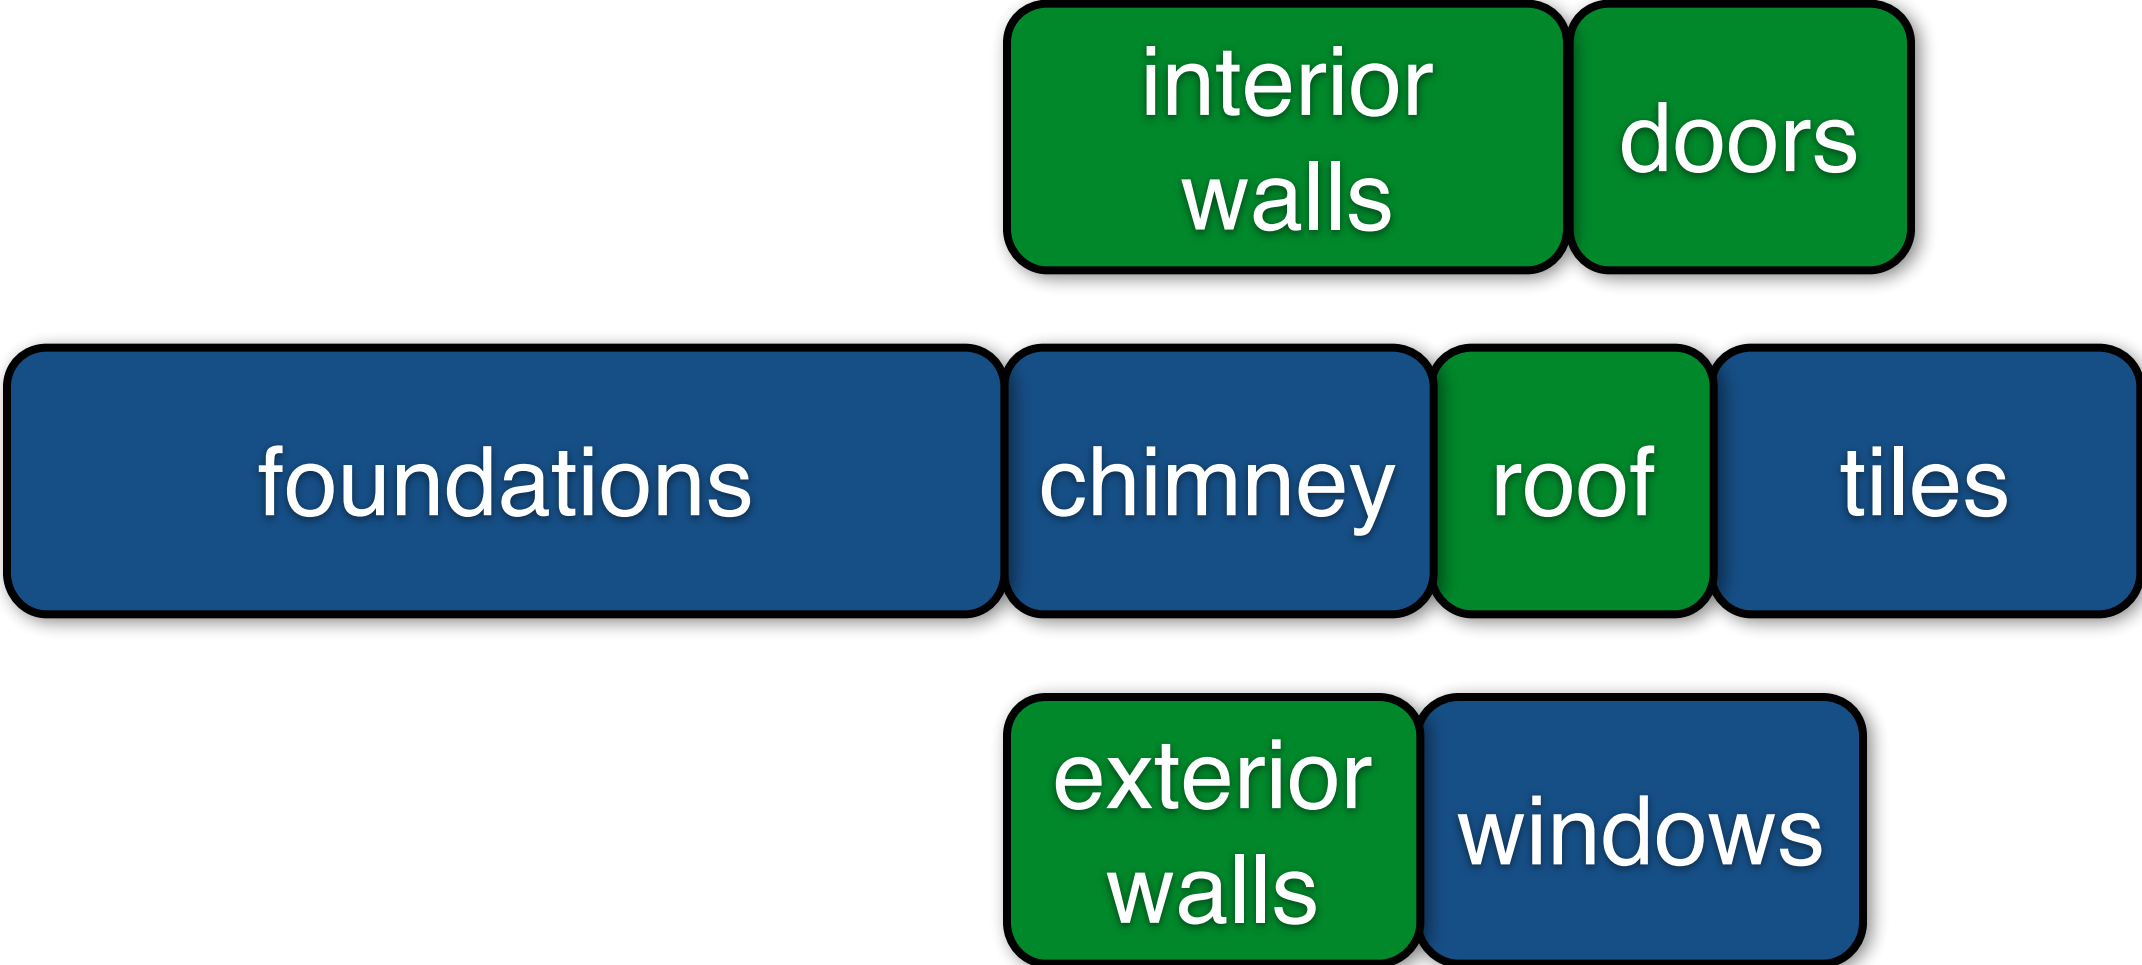 interior
walls
doors
foundations
chimney
roof
tiles
exterior
walls
windows